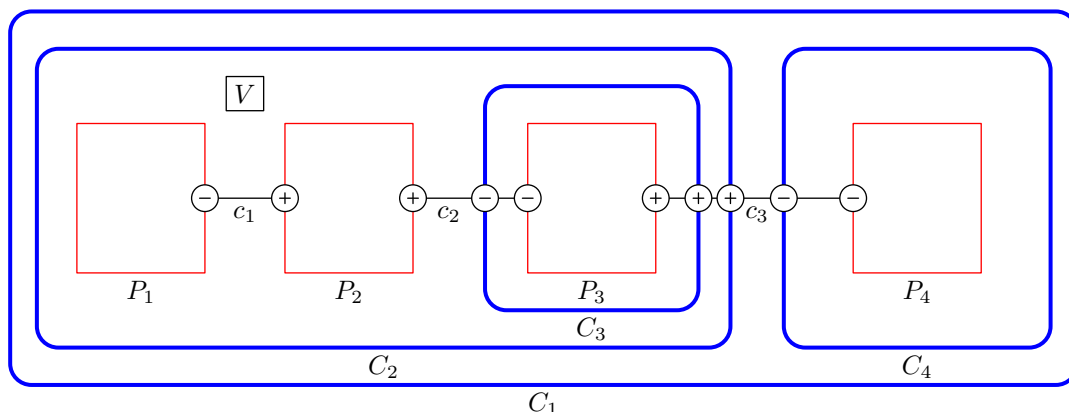 V
− c₁ + + c₂ − − + + + c₃ − −
P₁ P₂ P₃ P₄
C₃
C₂ C₄
C₁